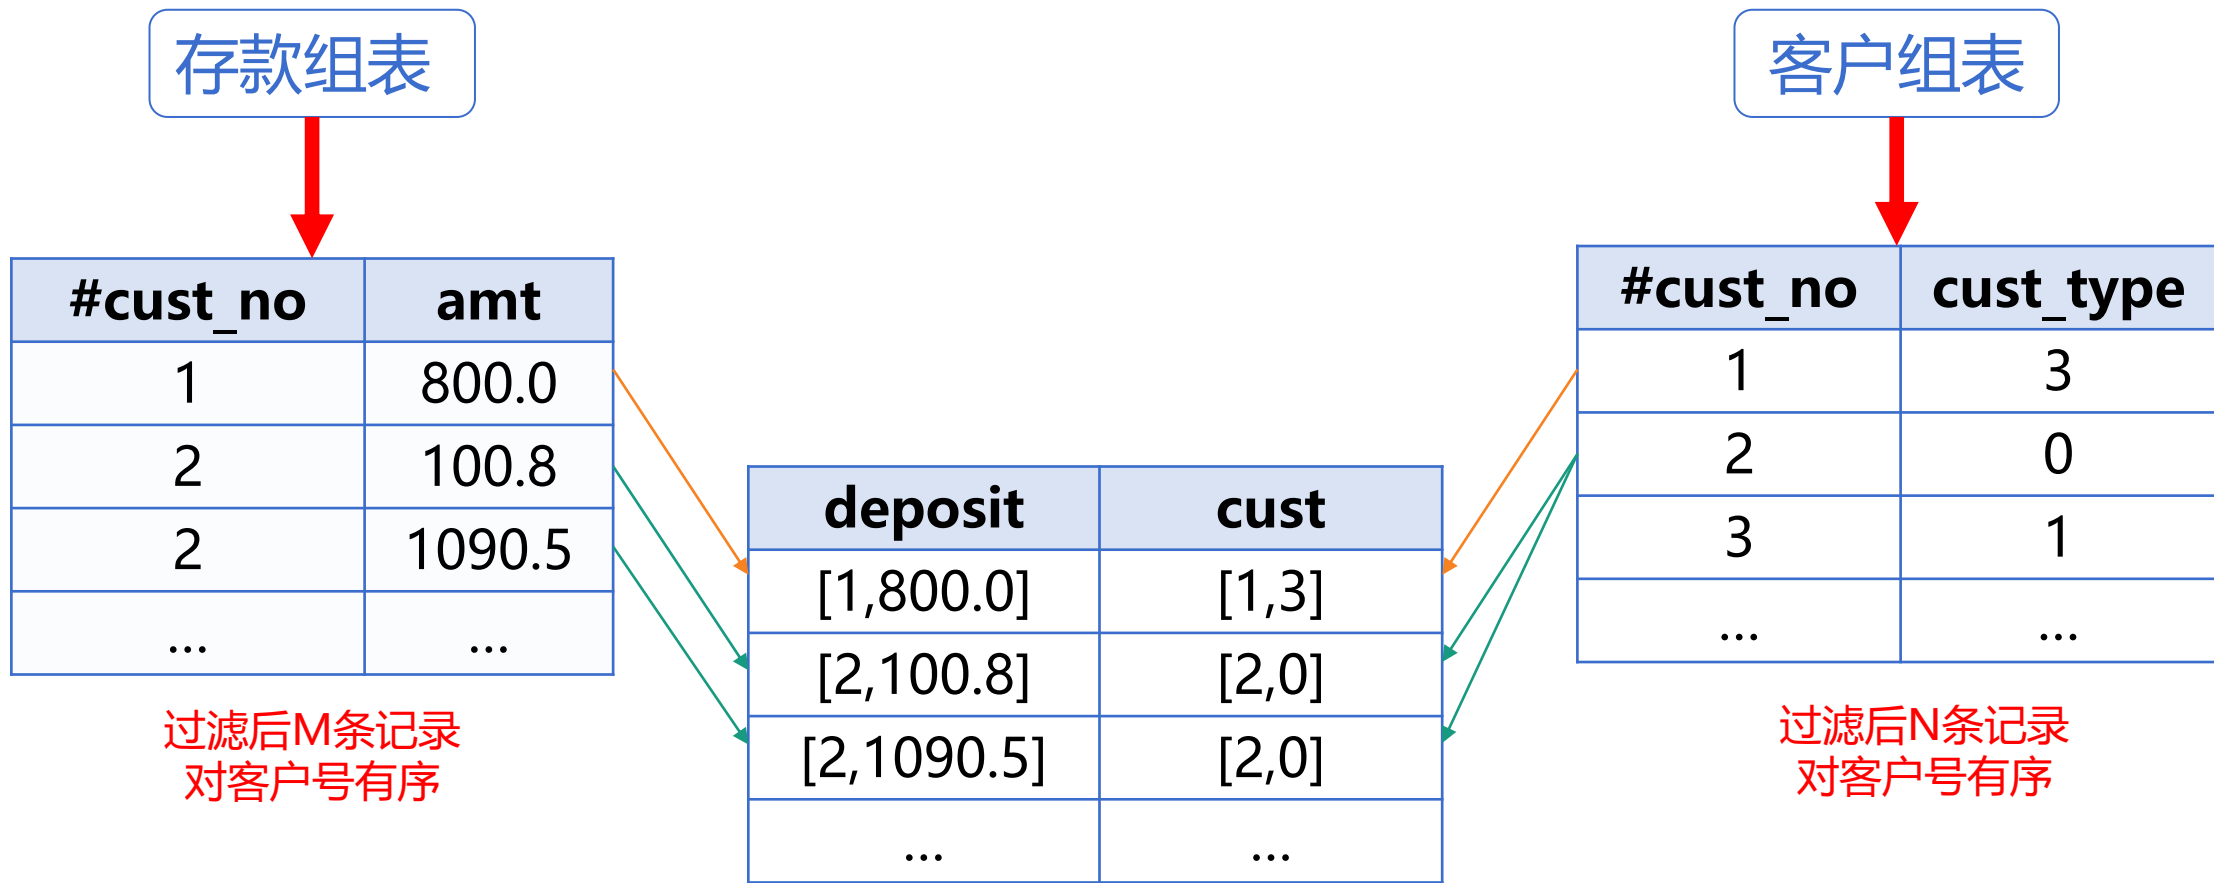 存款组表
客户组表
#cust_no amt
1 800.0
2 100.8
2 1090.5
... ...
过滤后M条记录
对客户号有序
deposit cust
[1,800.0] [1,3]
[2,100.8] [2,0]
[2,1090.5] [2,0]
... ...
#cust_no cust_type
1 3
2 0
3 1
... ...
过滤后N条记录
对客户号有序